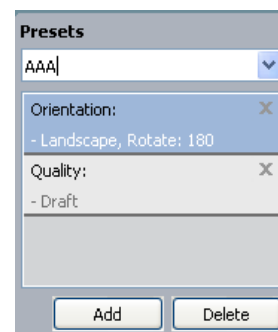 Presets
AAA
Orientation:
- Landscape, Rotate: 180
Quality:
- Draft
Add
Delete